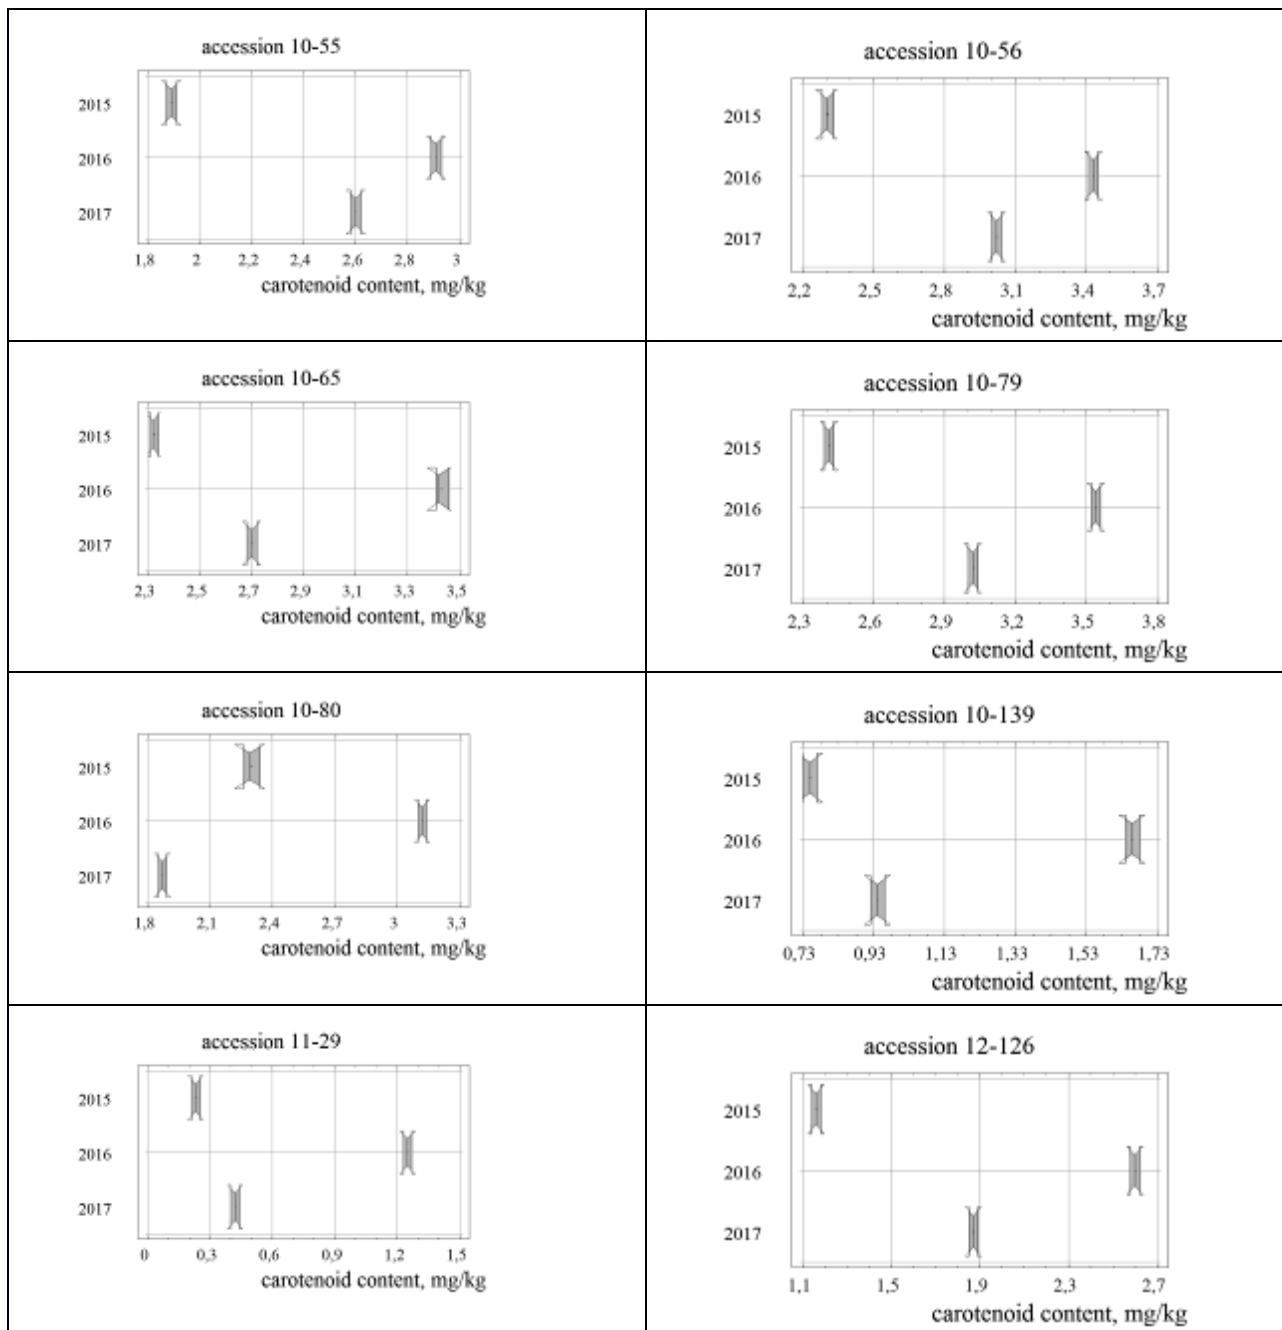 accession 10-55
2015
2016
2017
1,8 2 2,2 2,4 2,6 2,8 3
carotenoid content, mg/kg
accession 10-56
2015
2016
2017
2,2 2,5 2,8 3,1 3,4 3,7
carotenoid content, mg/kg
accession 10-65
2015
2016
2017
2,3 2,5 2,7 2,9 3,1 3,3 3,5
carotenoid content, mg/kg
accession 10-79
2015
2016
2017
2,3 2,6 2,9 3,2 3,5 3,8
carotenoid content, mg/kg
accession 10-80
2015
2016
2017
1,8 2,1 2,4 2,7 3 3,3
carotenoid content, mg/kg
accession 10-139
2015
2016
2017
0,73 0,93 1,13 1,33 1,53 1,73
carotenoid content, mg/kg
accession 11-29
2015
2016
2017
0 0,3 0,6 0,9 1,2 1,5
carotenoid content, mg/kg
accession 12-126
2015
2016
2017
1,1 1,5 1,9 2,3 2,7
carotenoid content, mg/kg